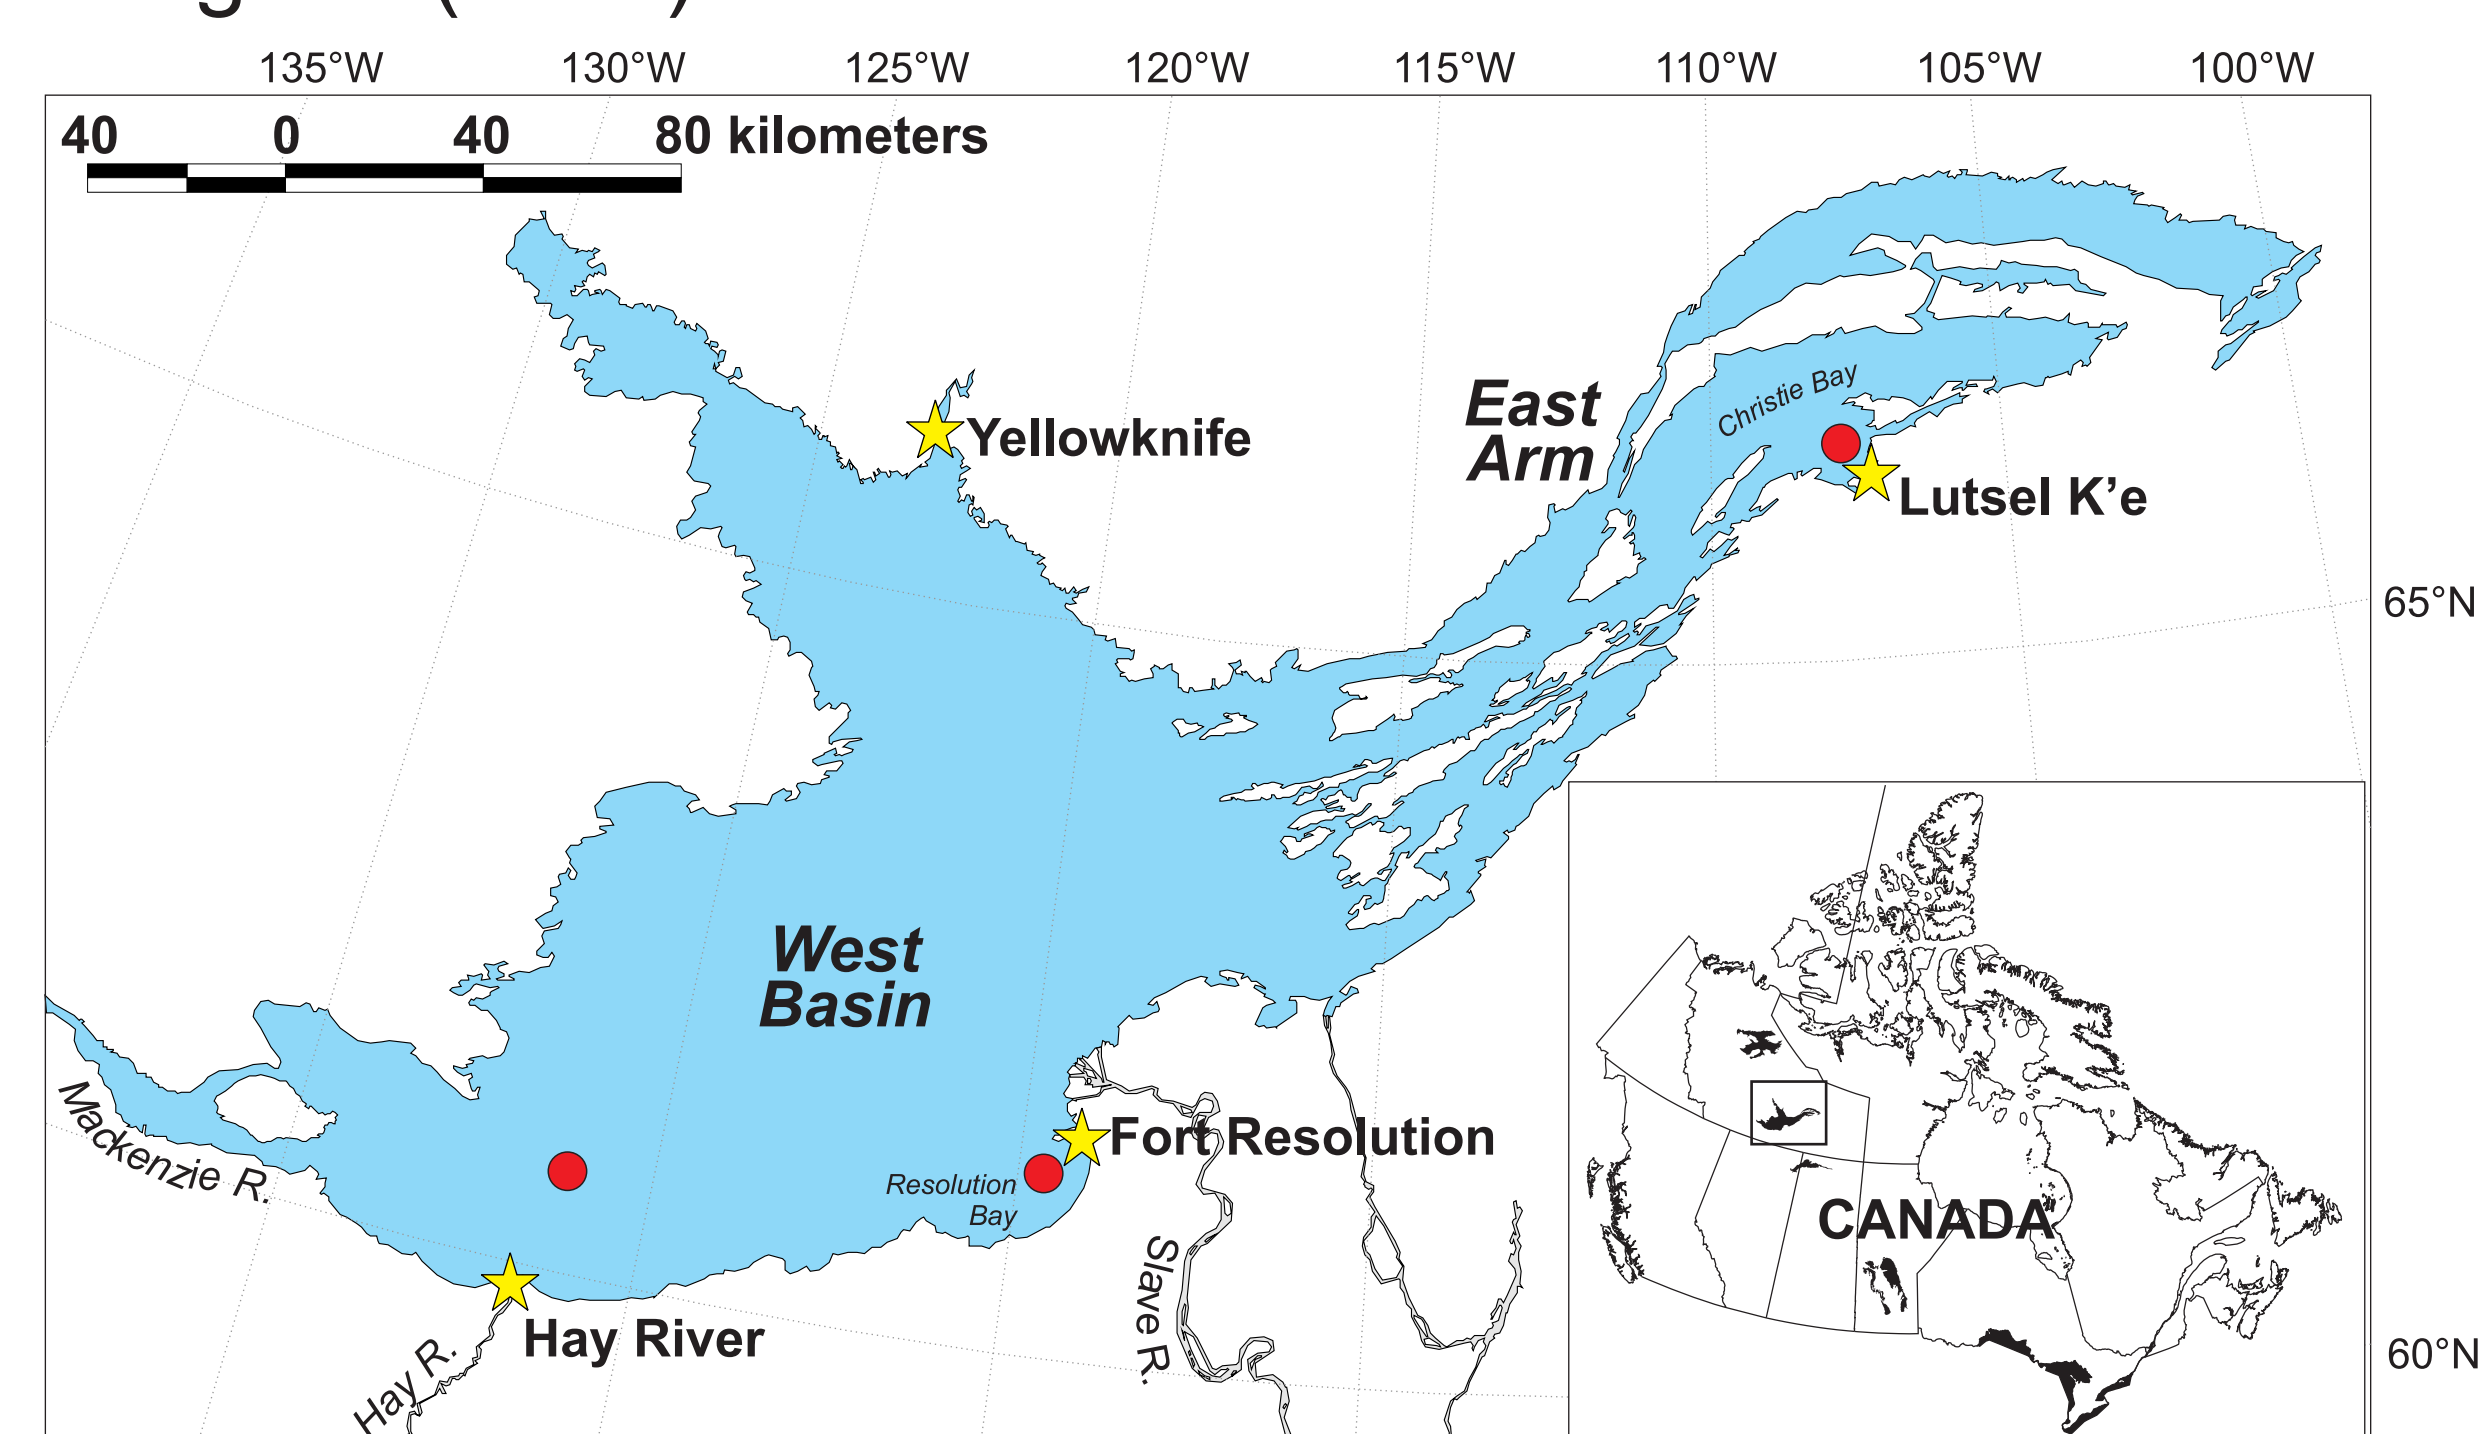 135°W 130°W 125°W 120°W 115°W 110°W 105°W 100°W
40 0 40 80 kilometers
Yellowknife
East
Arm
Christie Bay
Lutsel K’e
65°N
West
Basin
Mackenzie R.
Fort Resolution
Resolution
Bay
CANADA
Slave R.
Hay River
Hay R.
60°N